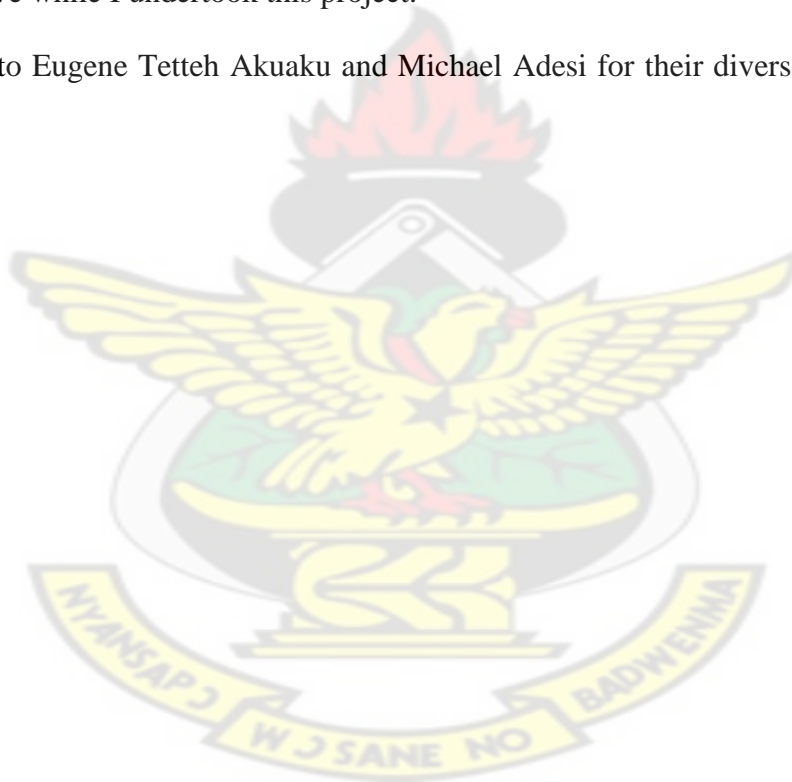 while I undertook this project.
to Eugene Tetteh Akuaku and Michael Adesi for their divers
NYANSAPƆ WƆSANE NO BADWENMA